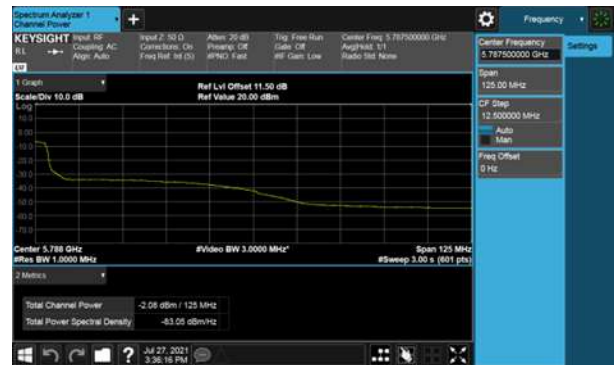 Spectrum Analyzer 1
Channel Power
Frequency
KEYSIGHT
Input: RF
Coupling: AC
Align: Auto
Input Z: 50 Ω
Corrections: On
Freq Ref: Int (S)
Atten: 20 dB
Preamp: Off
#PNO: Fast
Trig: Free Run
Gate: Off
#IF Gain: Low
Center Freq: 5.787500000 GHz
Avg|Hold: 1/1
Radio Std: None
1 Graph
Scale/Div 10.0 dB
Ref Lvl Offset 11.50 dB
Ref Value 20.00 dBm
Log
10.0
0.00
-10.0
-20.0
-30.0
-40.0
-50.0
-60.0
-70.0
Center 5.788 GHz
#Res BW 1.0000 MHz
#Video BW 3.0000 MHz*
Span 125 MHz
#Sweep 3.00 s (601 pts)
2 Metrics
Total Channel Power
-2.08 dBm / 125 MHz
Total Power Spectral Density
-83.05 dBm/Hz
Jul 27, 2021
3:36:16 PM
Center Frequency
5.787500000 GHz
Settings
Span
125.00 MHz
CF Step
12.500000 MHz
Auto
Man
Freq Offset
0 Hz